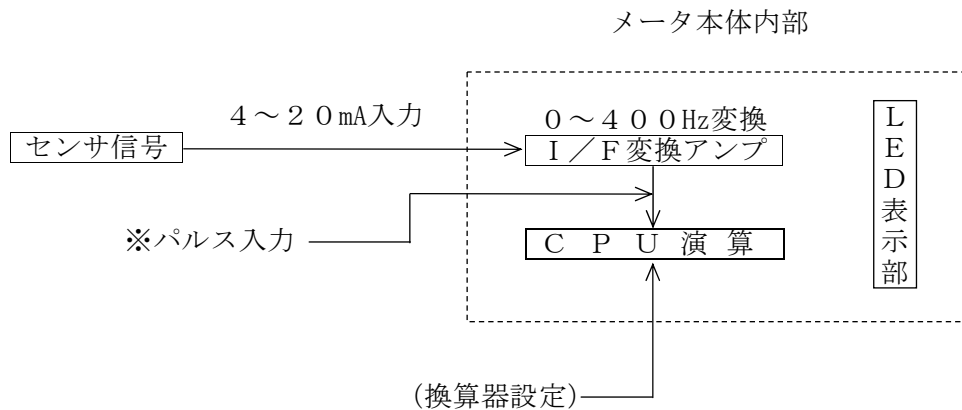 メータ本体内部
4～20mA入力
0～400Hz変換
センサ信号
I／F変換アンプ
LED表示部
※パルス入力
CPU演算
(換算器設定)